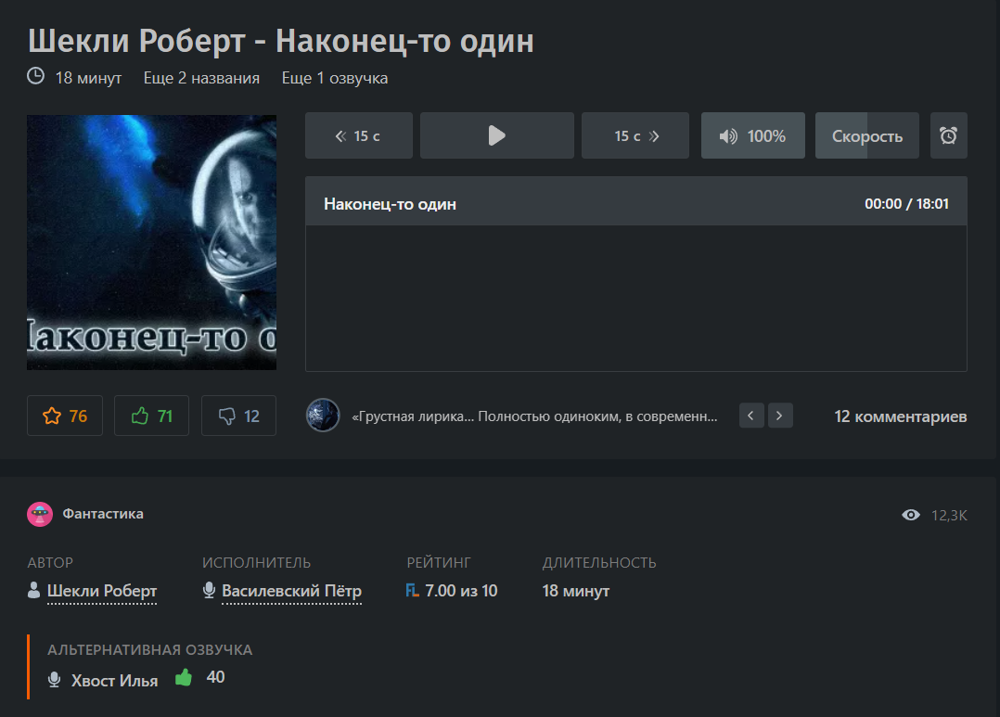 Шекли Роберт - Наконец-то один
18 минут Еще 2 названия Еще 1 озвучка
15 с 15 с 100% Скорость
Наконец-то один 00:00 / 18:01
Наконец-то о
76 71 12 «Грустная лирика... Полностью одиноким, в современн... 12 комментариев
Фантастика 12,3K
АВТОР ИСПОЛНИТЕЛЬ РЕЙТИНГ ДЛИТЕЛЬНОСТЬ
Шекли Роберт Василевский Пётр FL 7.00 из 10 18 минут
АЛЬТЕРНАТИВНАЯ ОЗВУЧКА
Хвост Илья 40